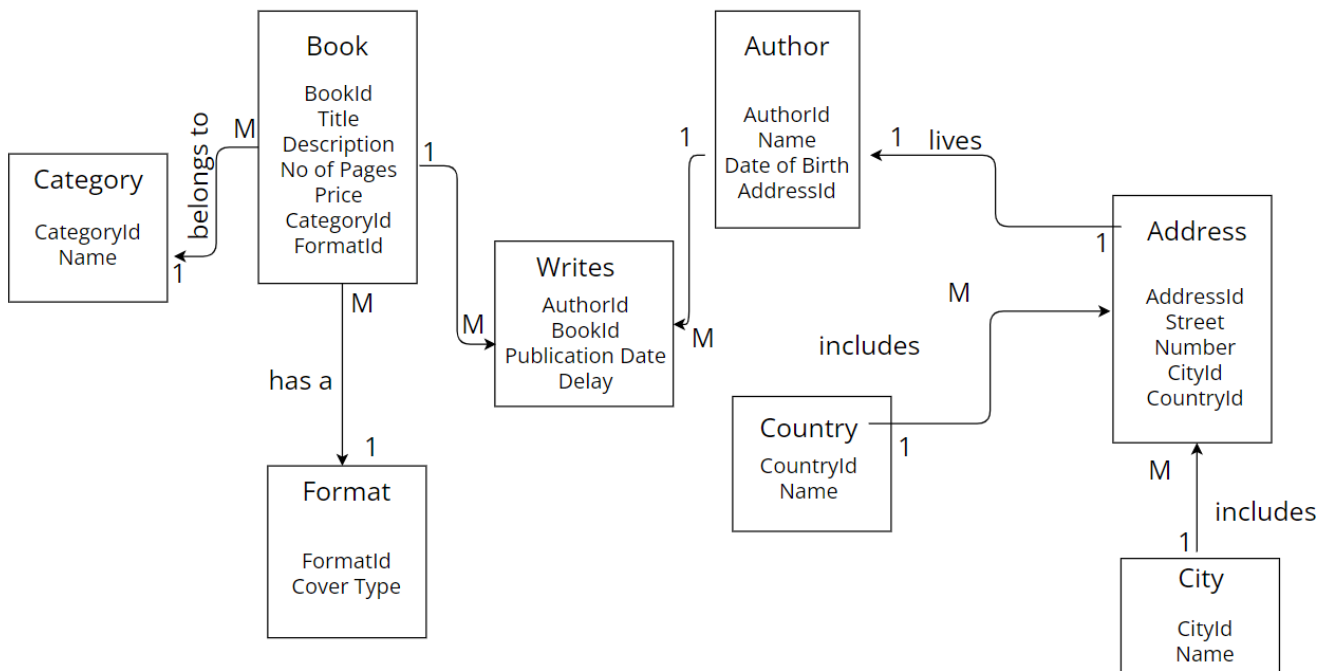 Book
BookId
Title
Description
No of Pages
Price
CategoryId
FormatId
Author
AuthorId
Name
Date of Birth
AddressId
Category
CategoryId
Name
belongs to
M
1
1
M
Writes
AuthorId
BookId
Publication Date
Delay
1
M
1
lives
1
Address
AddressId
Street
Number
CityId
CountryId
M
has a
1
Format
FormatId
Cover Type
includes
M
1
Country
CountryId
Name
M
includes
1
City
CityId
Name